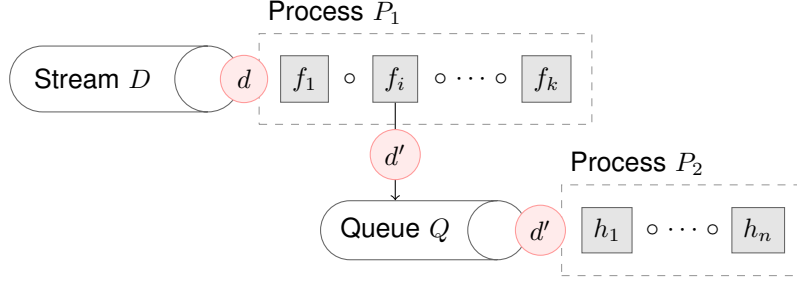 Process P₁
Stream D d f₁ ∘ fᵢ ∘ ⋯ ∘ fₖ
d′
Process P₂
Queue Q d′ h₁ ∘ ⋯ ∘ hₙ